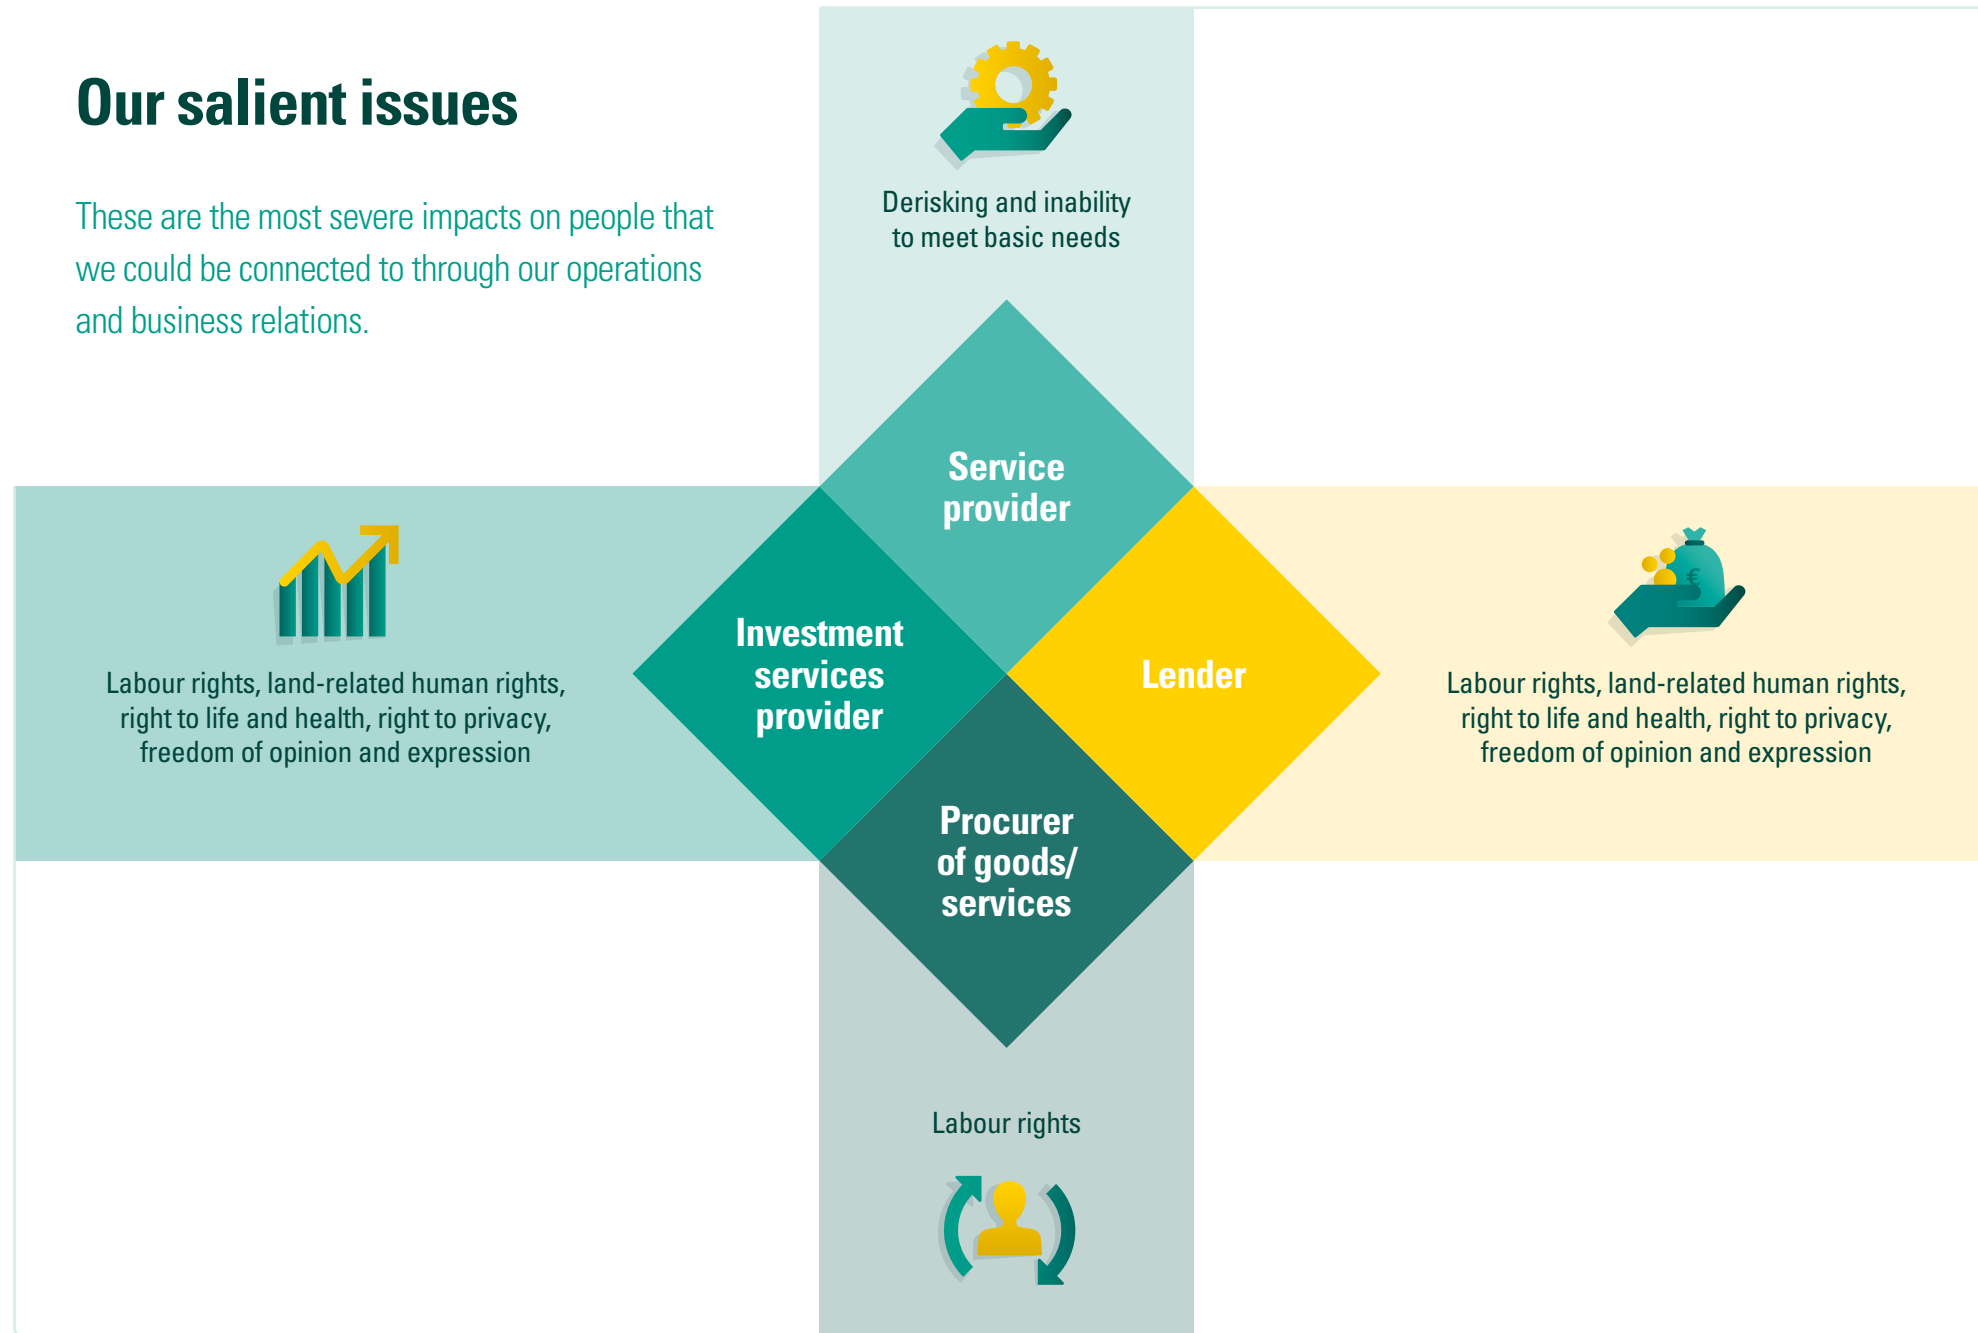 Our salient issues
These are the most severe impacts on people that
we could be connected to through our operations
and business relations.
Derisking and inability
to meet basic needs
Service
provider
Investment
services
provider
Labour rights, land-related human rights,
right to life and health, right to privacy,
freedom of opinion and expression
Lender
€
Labour rights, land-related human rights,
right to life and health, right to privacy,
freedom of opinion and expression
Procurer
of goods/
services
Labour rights